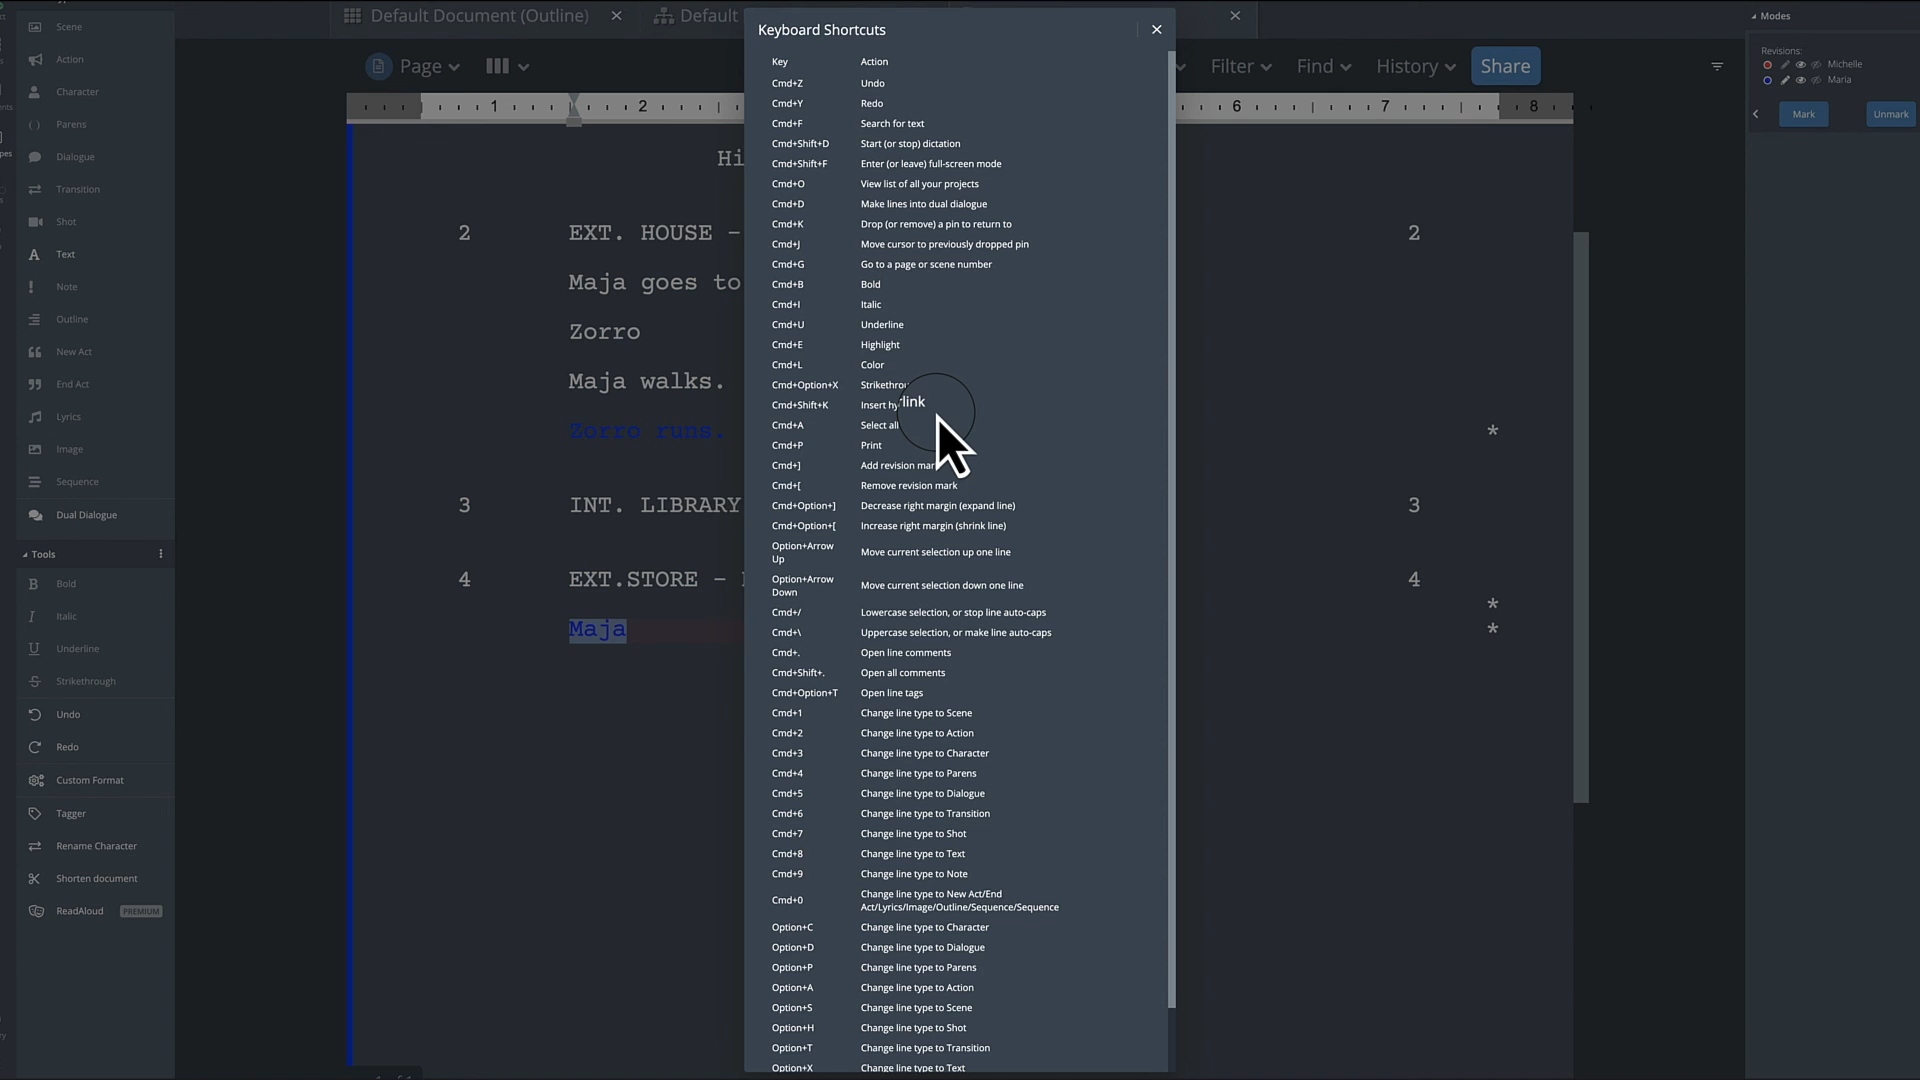 Default Document (Outline)
Default
Scene
Action
Character
Parens
Dialogue
Transition
Shot
Text
Note
Outline
New Act
End Act
Lyrics
Image
Sequence
Dual Dialogue
Tools
Bold
Italic
Underline
Strikethrough
Undo
Redo
Custom Format
Tagger
Rename Character
Shorten document
ReadAloud PREMIUM
Page
Filter
Find
History
Share
1 2 6 7 8
Hi
2 EXT. HOUSE - 2
Maja goes to
Zorro
Maja walks.
Zorro runs. *
3 INT. LIBRARY 3
4 EXT.STORE - 4
*
Maja *
Keyboard Shortcuts
Key Action
Cmd+Z Undo
Cmd+Y Redo
Cmd+F Search for text
Cmd+Shift+D Start (or stop) dictation
Cmd+Shift+F Enter (or leave) full-screen mode
Cmd+O View list of all your projects
Cmd+D Make lines into dual dialogue
Cmd+K Drop (or remove) a pin to return to
Cmd+J Move cursor to previously dropped pin
Cmd+G Go to a page or scene number
Cmd+B Bold
Cmd+I Italic
Cmd+U Underline
Cmd+E Highlight
Cmd+L Color
Cmd+Option+X Strikethrou
Cmd+Shift+K Insert hy rlink
Cmd+A Select all
Cmd+P Print
Cmd+] Add revision mar
Cmd+[ Remove revision mark
Cmd+Option+] Decrease right margin (expand line)
Cmd+Option+[ Increase right margin (shrink line)
Option+Arrow
Up Move current selection up one line
Option+Arrow
Down Move current selection down one line
Cmd+/ Lowercase selection, or stop line auto-caps
Cmd+\ Uppercase selection, or make line auto-caps
Cmd+. Open line comments
Cmd+Shift+. Open all comments
Cmd+Option+T Open line tags
Cmd+1 Change line type to Scene
Cmd+2 Change line type to Action
Cmd+3 Change line type to Character
Cmd+4 Change line type to Parens
Cmd+5 Change line type to Dialogue
Cmd+6 Change line type to Transition
Cmd+7 Change line type to Shot
Cmd+8 Change line type to Text
Cmd+9 Change line type to Note
Cmd+0 Change line type to New Act/End
Act/Lyrics/Image/Outline/Sequence/Sequence
Option+C Change line type to Character
Option+D Change line type to Dialogue
Option+P Change line type to Parens
Option+A Change line type to Action
Option+S Change line type to Scene
Option+H Change line type to Shot
Option+T Change line type to Transition
Option+X Change line type to Text
Modes
Revisions:
Michelle
Maria
Mark Unmark